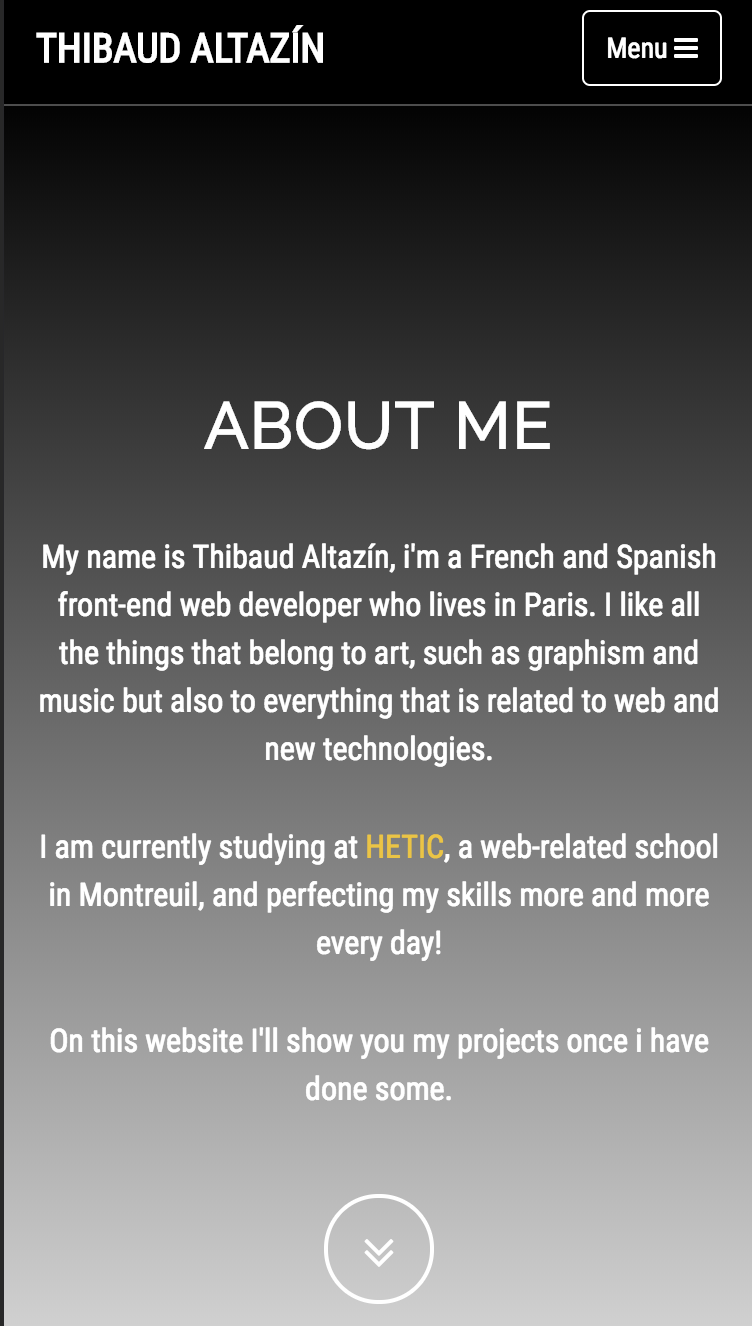 THIBAUD ALTAZÍN
Menu
ABOUT ME
My name is Thibaud Altazín, i'm a French and Spanish
front-end web developer who lives in Paris. I like all
the things that belong to art, such as graphism and
music but also to everything that is related to web and
new technologies.
I am currently studying at HETIC, a web-related school
in Montreuil, and perfecting my skills more and more
every day!
On this website I'll show you my projects once i have
done some.